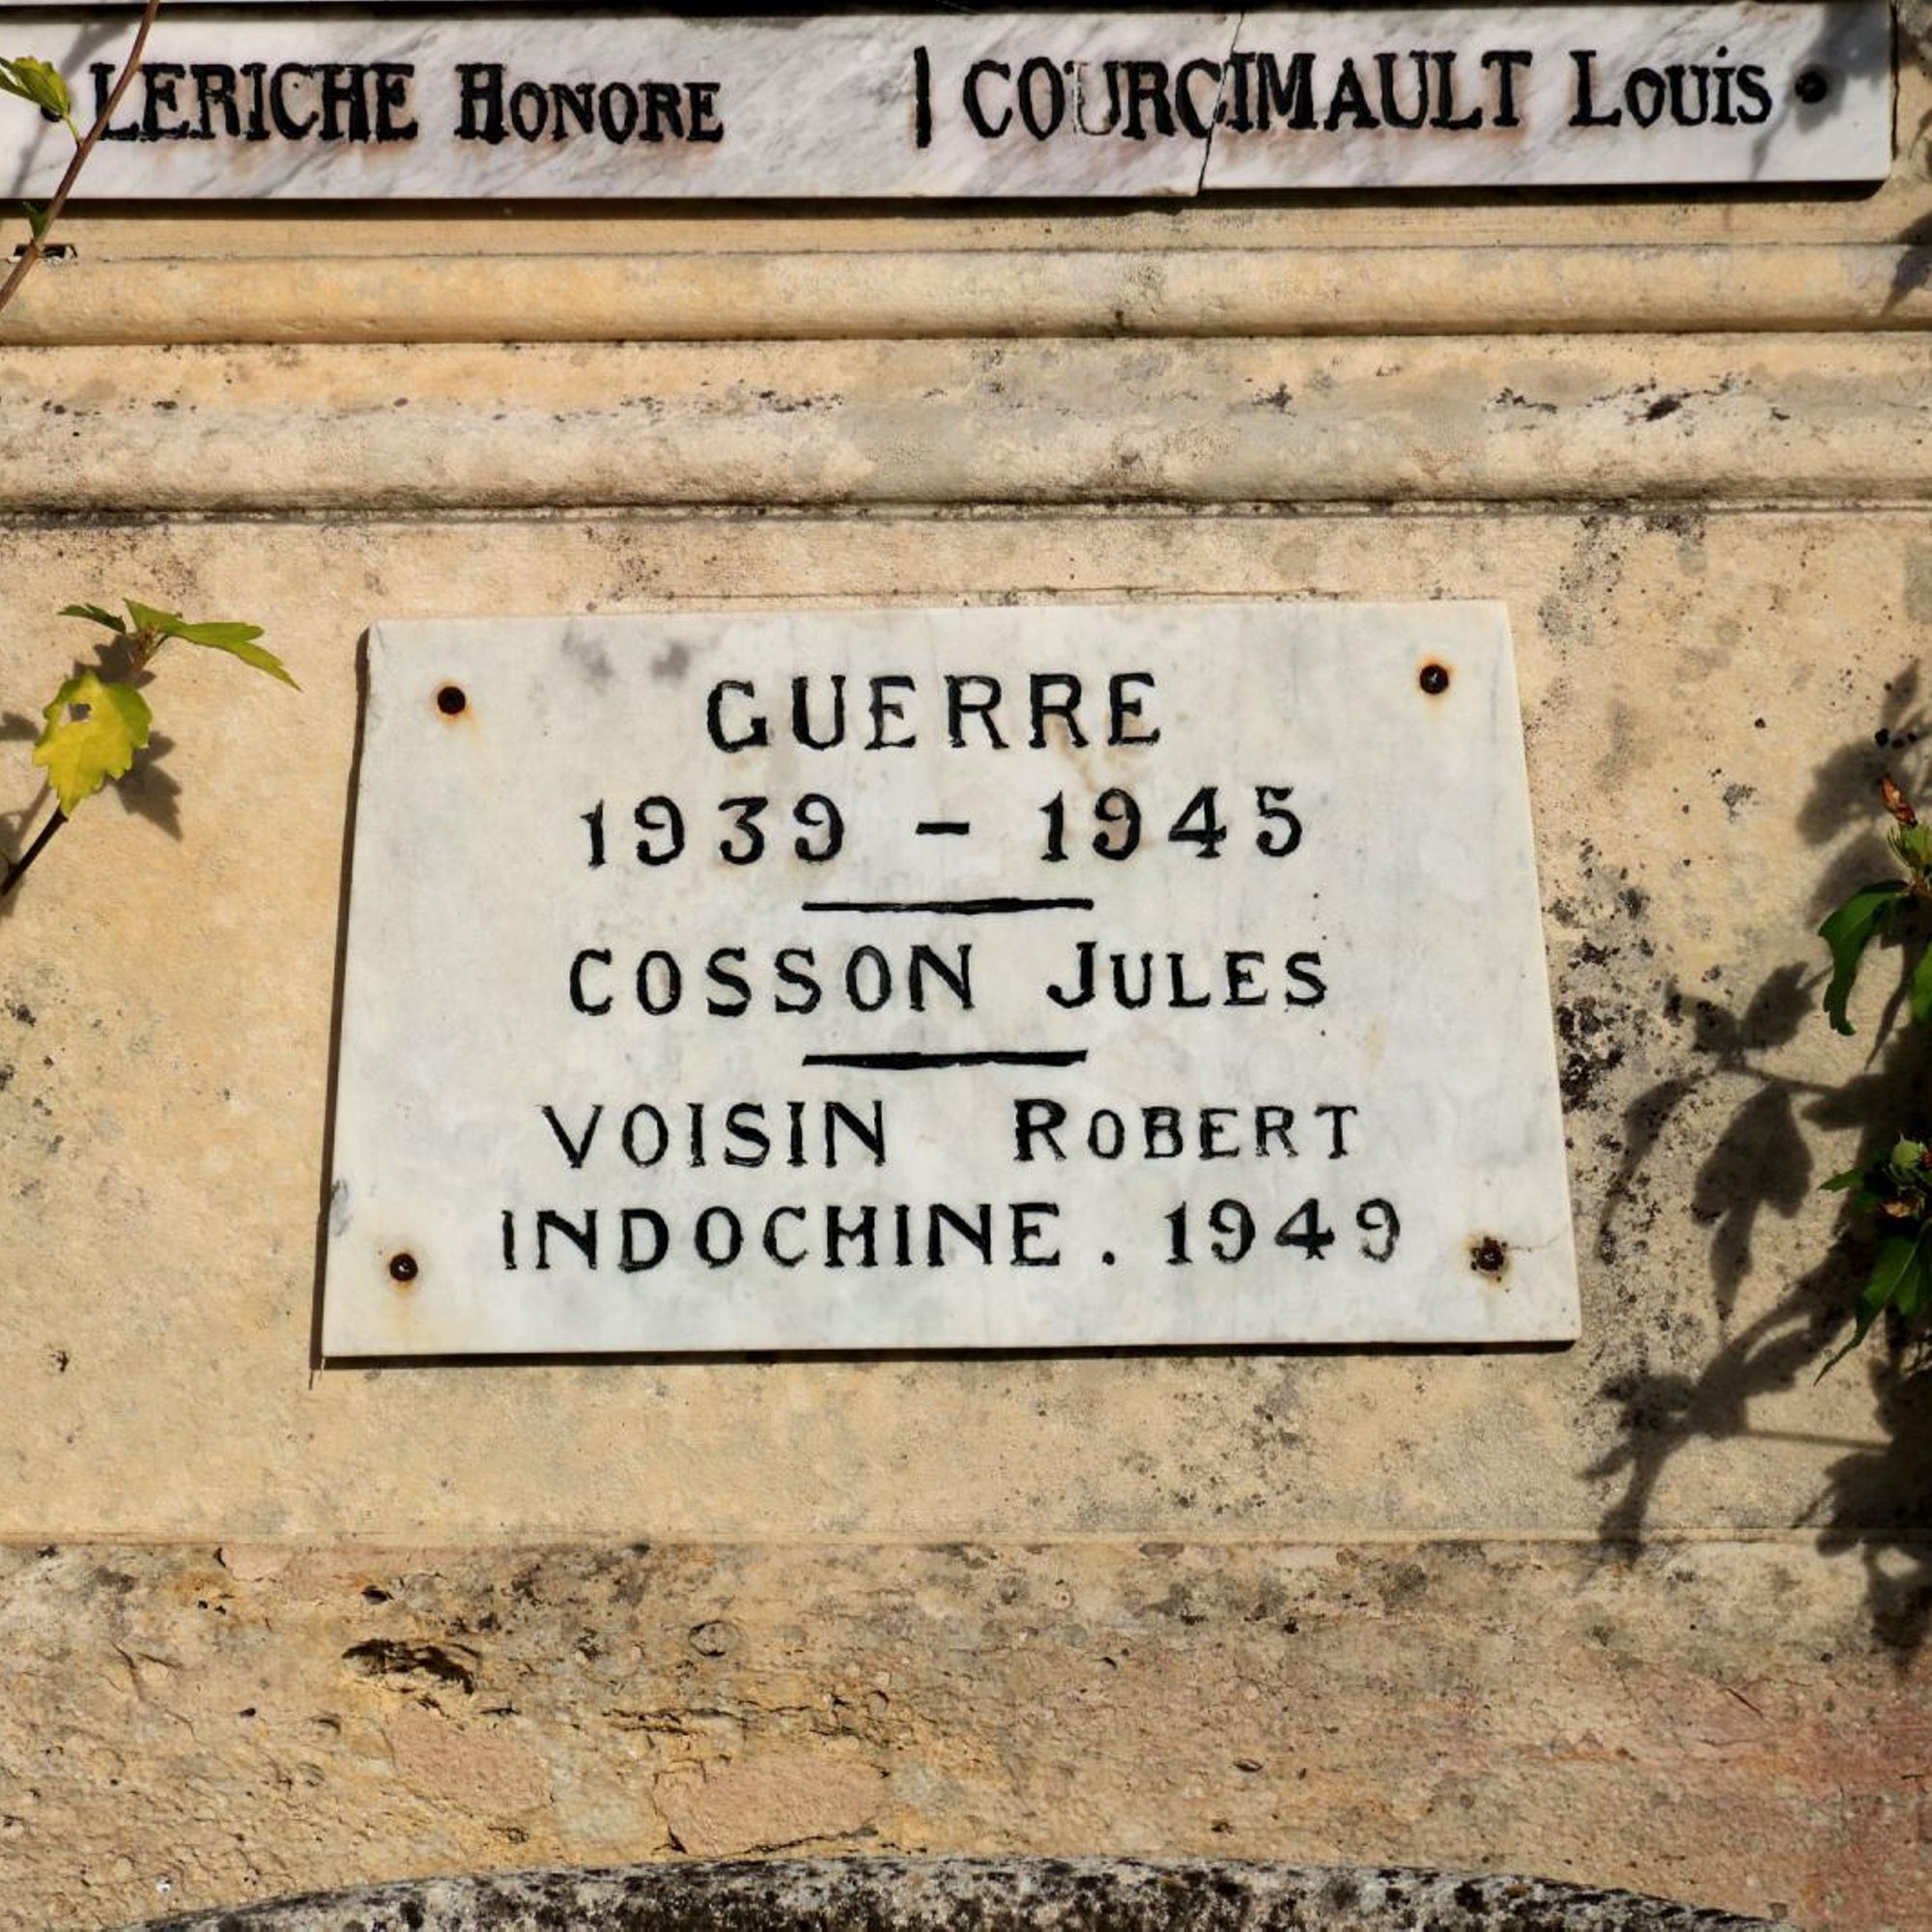 LERICHE HONORE | COURCIMAULT Louis
GUERRE
1939 - 1945
COSSON JULES
VOISIN ROBERT
INDOCHINE . 1949